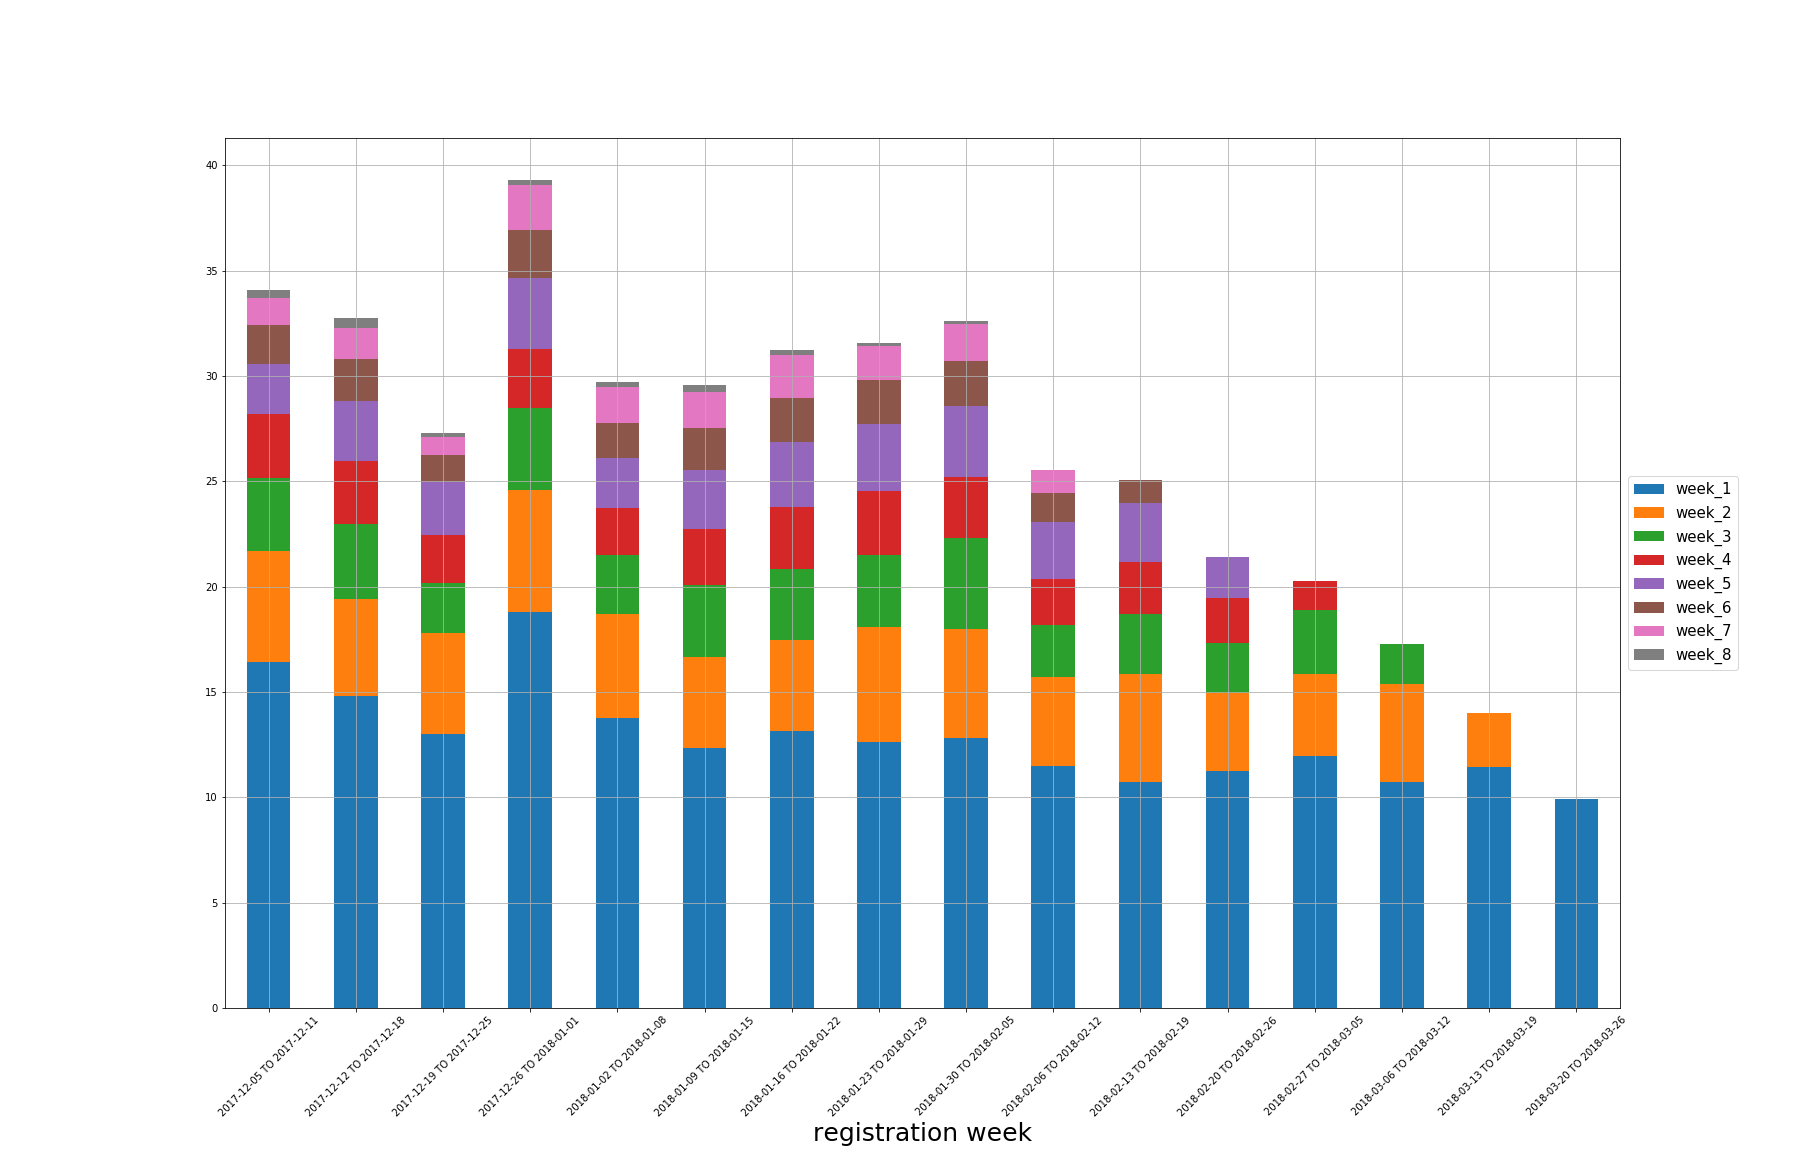 40
35
30
25
20
15
10
5
0
week_1
week_2
week_3
week_4
week_5
week_6
week_7
week_8
2017-12-05 TO 2017-12-11
2017-12-12 TO 2017-12-18
2017-12-19 TO 2017-12-25
2017-12-26 TO 2018-01-01
2018-01-02 TO 2018-01-08
2018-01-09 TO 2018-01-15
2018-01-16 TO 2018-01-22
2018-01-23 TO 2018-01-29
2018-01-30 TO 2018-02-05
2018-02-06 TO 2018-02-12
2018-02-13 TO 2018-02-19
2018-02-20 TO 2018-02-26
2018-02-27 TO 2018-03-05
2018-03-06 TO 2018-03-12
2018-03-13 TO 2018-03-19
2018-03-20 TO 2018-03-26
registration week